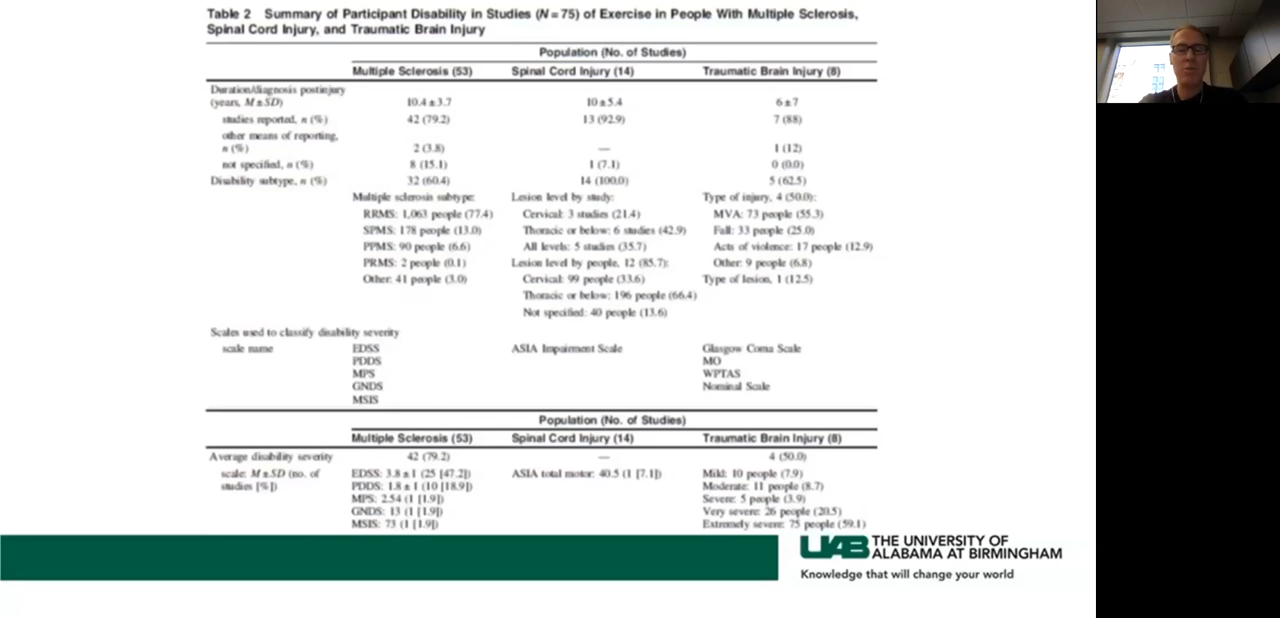 Table 2 Summary of Participant Disability in Studies (N = 75) of Exercise in People With Multiple Sclerosis,
Spinal Cord Injury, and Traumatic Brain Injury
Population (No. of Studies)
Multiple Sclerosis (53) Spinal Cord Injury (14) Traumatic Brain Injury (8)
Duration/diagnosis postinjury
(years, M ± SD) 10.4 ± 3.7 10 ± 5.4 6 ± 7
studies reported, n (%) 42 (79.2) 13 (92.9) 7 (88)
other means of reporting,
n (%) 2 (3.8) — 1 (12)
not specified, n (%) 8 (15.1) 1 (7.1) 0 (0.0)
Disability subtype, n (%) 32 (60.4) 14 (100.0) 5 (62.5)
Multiple sclerosis subtype: Lesion level by study: Type of injury, 4 (50.0):
RRMS: 1,063 people (77.4) Cervical: 3 studies (21.4) MVA: 73 people (55.3)
SPMS: 178 people (13.0) Thoracic or below: 6 studies (42.9) Fall: 33 people (25.0)
PPMS: 90 people (6.6) All levels: 5 studies (35.7) Acts of violence: 17 people (12.9)
PRMS: 2 people (0.1) Lesion level by people, 12 (85.7): Other: 9 people (6.8)
Other: 41 people (3.0) Cervical: 99 people (33.6) Type of lesion, 1 (12.5)
Thoracic or below: 196 people (66.4)
Not specified: 40 people (13.6)
Scales used to classify disability severity
scale name EDSS ASIA Impairment Scale Glasgow Coma Scale
PDDS MO
MPS WPTAS
GNDS Nominal Scale
MSIS
Population (No. of Studies)
Multiple Sclerosis (53) Spinal Cord Injury (14) Traumatic Brain Injury (8)
Average disability severity 42 (79.2) — 4 (50.0)
scale: M ± SD (no. of EDSS: 3.8 ± 1 (25 [47.2]) ASIA total motor: 40.5 (1 [7.1]) Mild: 10 people (7.9)
studies [%]) PDDS: 1.8 ± 1 (10 [18.9]) Moderate: 11 people (8.7)
MPS: 2.54 (1 [1.9]) Severe: 5 people (3.9)
GNDS: 13 (1 [1.9]) Very severe: 26 people (20.5)
MSIS: 73 (1 [1.9]) Extremely severe: 75 people (59.1)
UAB THE UNIVERSITY OF
ALABAMA AT BIRMINGHAM
Knowledge that will change your world